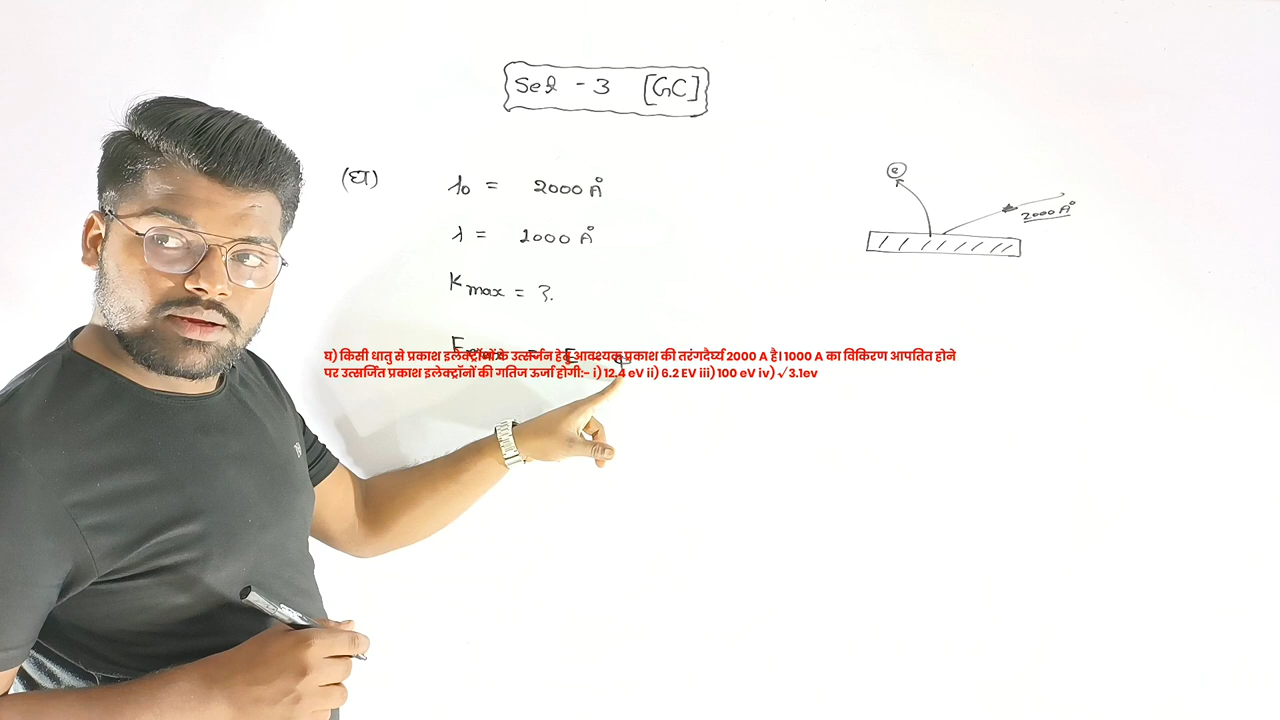 Set - 3 [GC]
(घ) λ₀ = 2000 Å
λ = 1000 Å
Kmax = ?
Emax = E - ϕ
घ) किसी धातु से प्रकाश इलेक्ट्रॉनों के उत्सर्जन हेतु आवश्यक प्रकाश की तरंगदैर्घ्य 2000 A है। 1000 A का विकिरण आपतित होने
पर उत्सर्जित प्रकाश इलेक्ट्रॉनों की गतिज ऊर्जा होगी:- i) 12.4 eV ii) 6.2 EV iii) 100 eV iv) √3.1ev
e
2000 Å